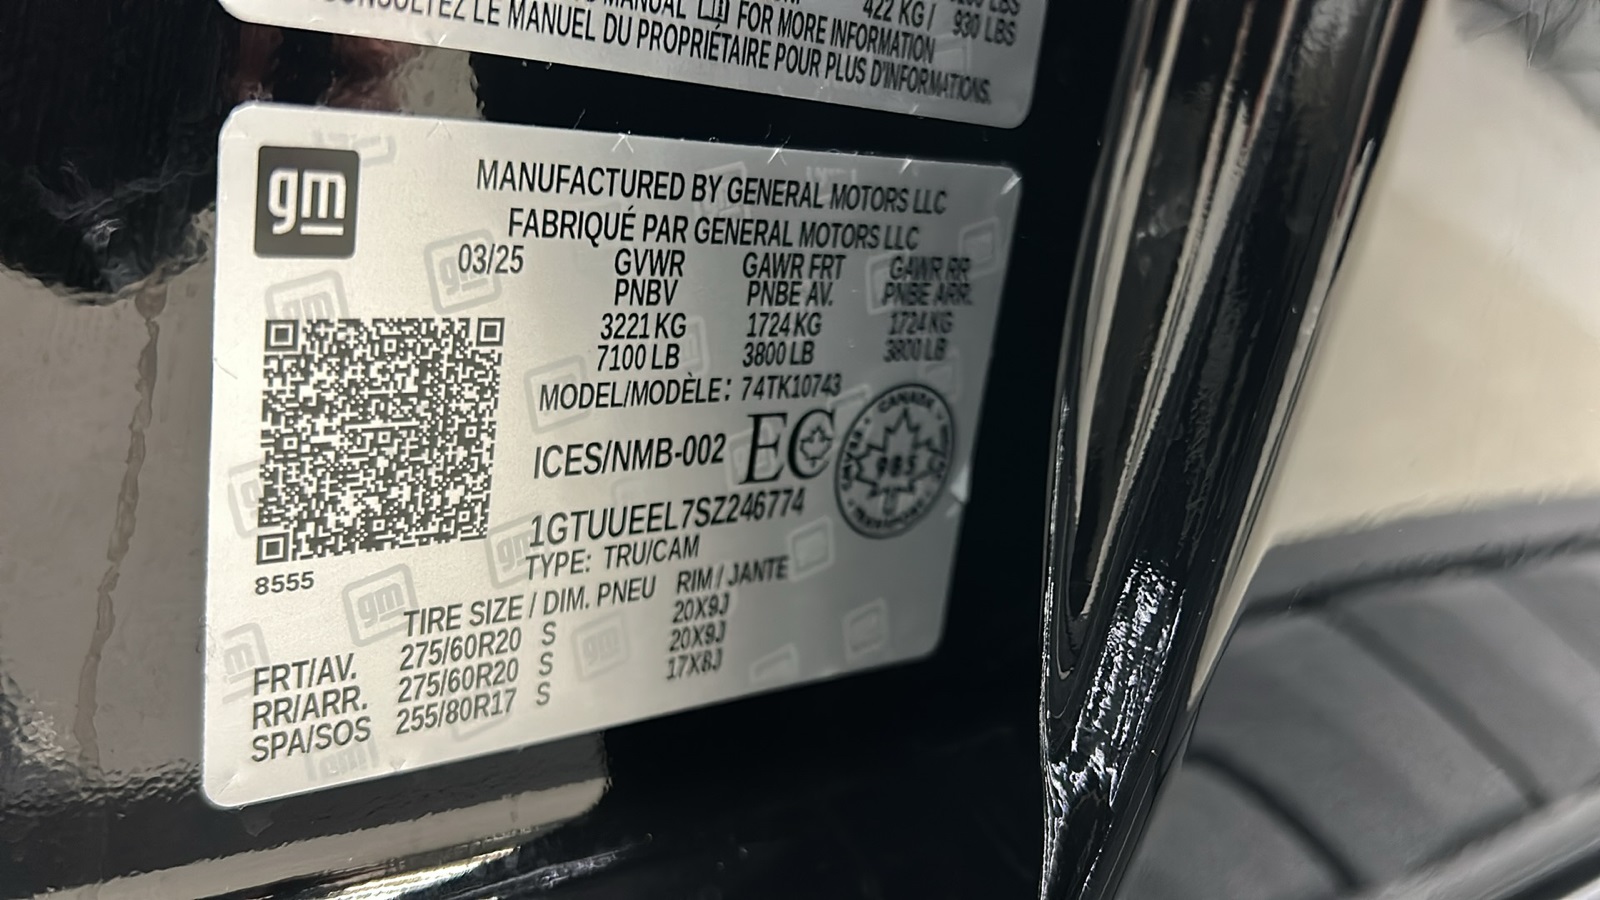 422 KG / 930 LBS
MANUAL FOR MORE INFORMATION
CONSULTEZ LE MANUEL DU PROPRIÉTAIRE POUR PLUS D'INFORMATIONS.
gm
MANUFACTURED BY GENERAL MOTORS LLC
FABRIQUÉ PAR GENERAL MOTORS LLC
03/25 GVWR GAWR FRT GAWR RR
PNBV PNBE AV. PNBE ARR.
3221 KG 1724 KG 1724 KG
7100 LB 3800 LB 3800 LB
MODEL/MODÈLE: 74TK10743
ICES/NMB-002 EC
CANADA
985
1GTUUEEL7SZ246774
TYPE: TRU/CAM
8555
TIRE SIZE / DIM. PNEU RIM / JANTE
FRT/AV. 275/60R20 S 20X9J
RR/ARR. 275/60R20 S 20X9J
SPA/SOS 255/80R17 S 17X8J